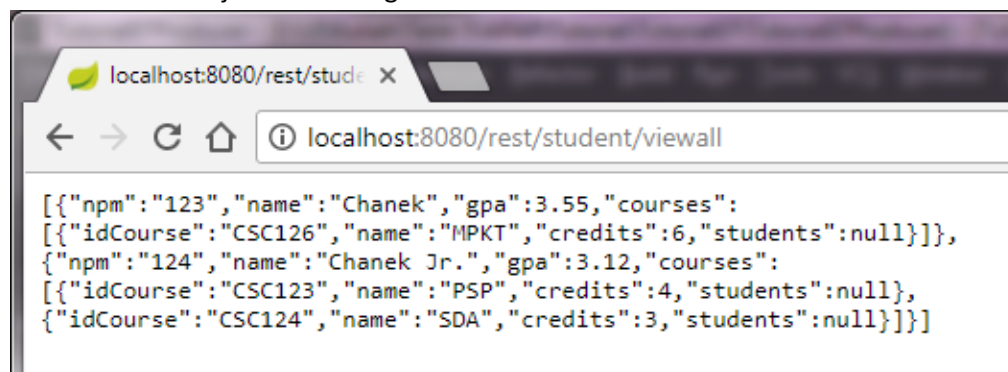 localhost:8080/rest/stude
localhost:8080/rest/student/viewall
[{"npm":"123","name":"Chanek","gpa":3.55,"courses":
[{"idCourse":"CSC126","name":"MPKT","credits":6,"students":null}]},
{"npm":"124","name":"Chanek Jr.","gpa":3.12,"courses":
[{"idCourse":"CSC123","name":"PSP","credits":4,"students":null},
{"idCourse":"CSC124","name":"SDA","credits":3,"students":null}]}]